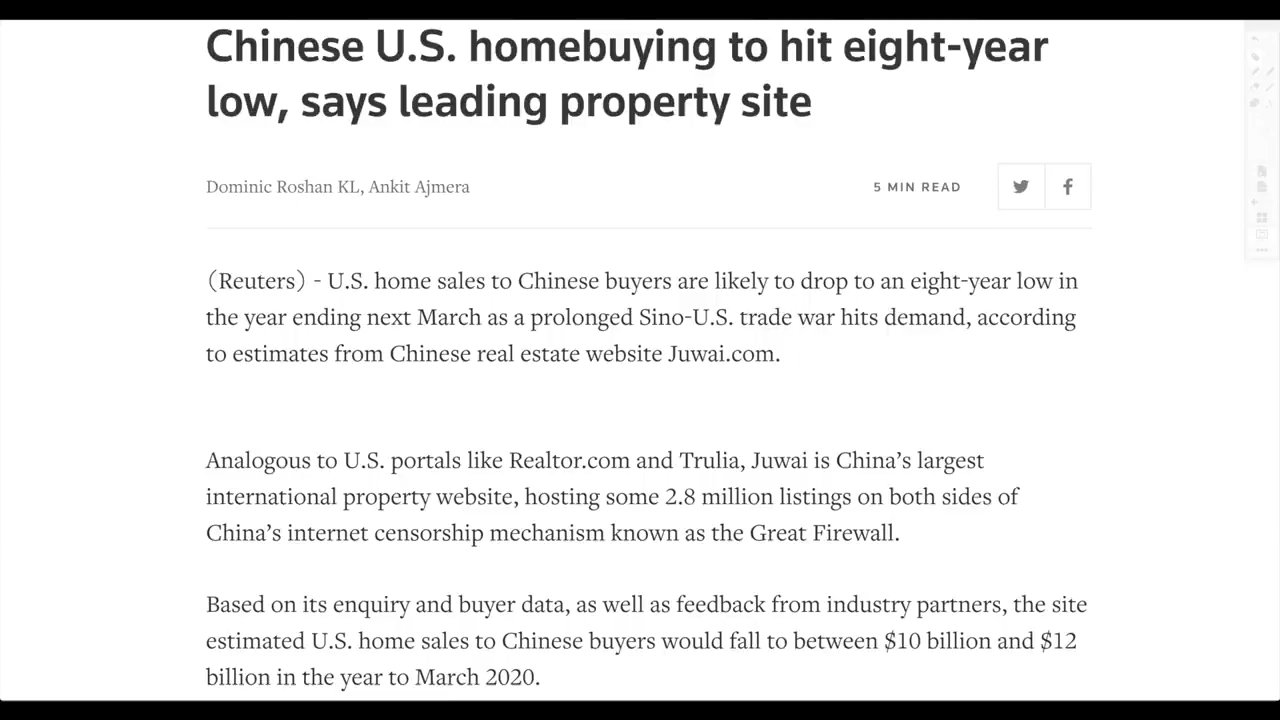 Chinese U.S. homebuying to hit eight-year
low, says leading property site
Dominic Roshan KL, Ankit Ajmera
5 MIN READ
(Reuters) - U.S. home sales to Chinese buyers are likely to drop to an eight-year low in
the year ending next March as a prolonged Sino-U.S. trade war hits demand, according
to estimates from Chinese real estate website Juwai.com.
Analogous to U.S. portals like Realtor.com and Trulia, Juwai is China’s largest
international property website, hosting some 2.8 million listings on both sides of
China’s internet censorship mechanism known as the Great Firewall.
Based on its enquiry and buyer data, as well as feedback from industry partners, the site
estimated U.S. home sales to Chinese buyers would fall to between $10 billion and $12
billion in the year to March 2020.